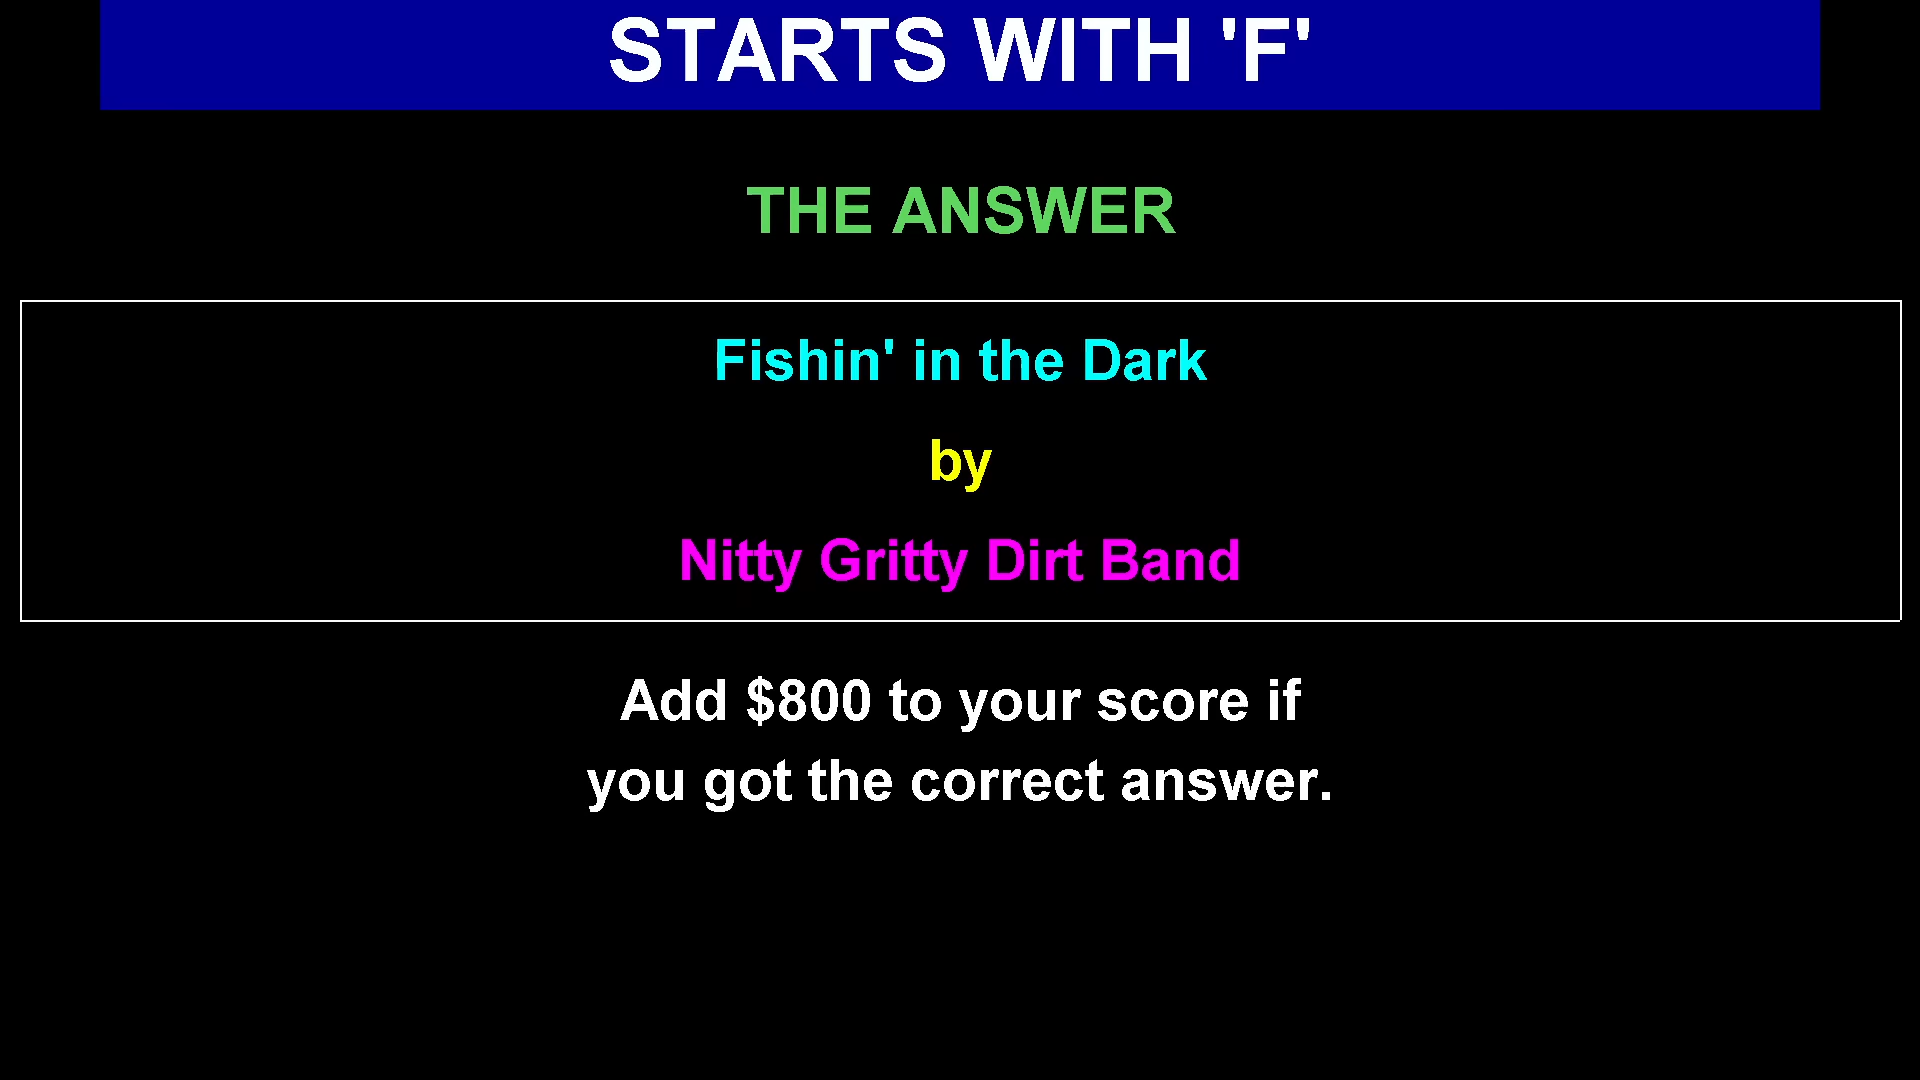 STARTS WITH 'F'
THE ANSWER
Fishin' in the Dark
by
Nitty Gritty Dirt Band
Add $800 to your score if
you got the correct answer.